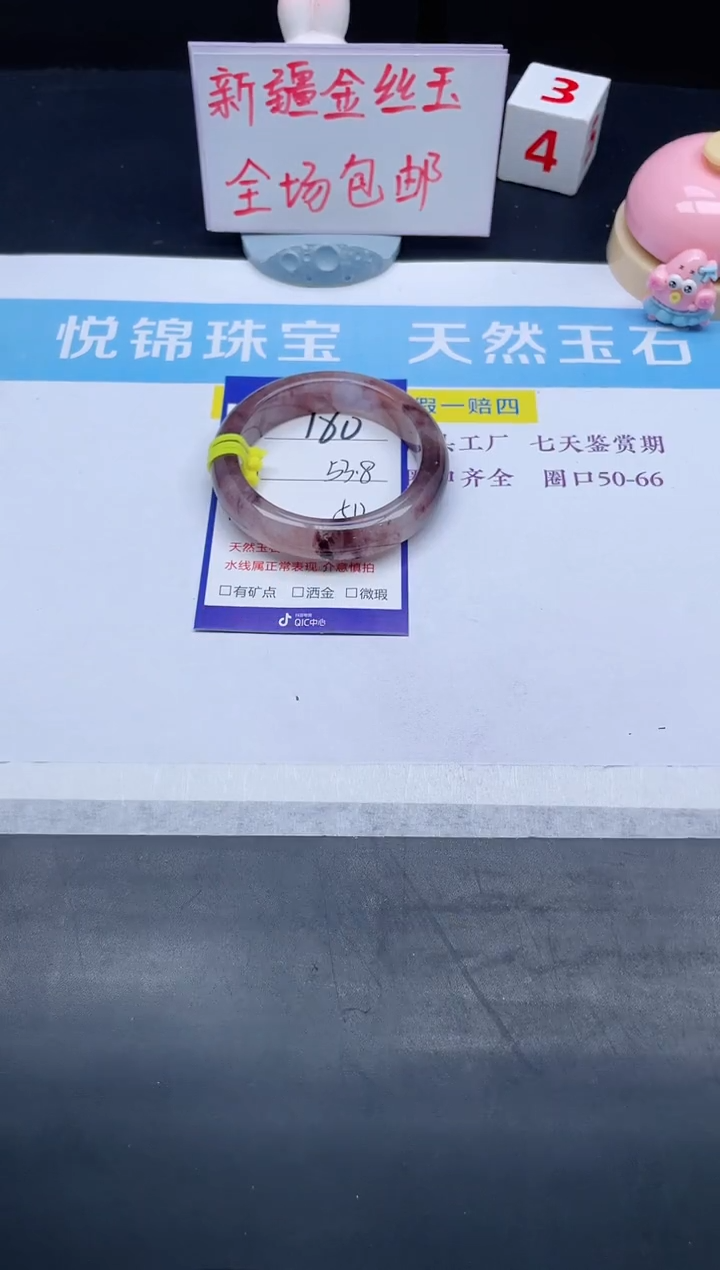 新疆金丝玉
全场包邮
3
4
悦锦珠宝 天然玉石
假一赔四
工厂 七天鉴赏期
齐全 圈口50-66
180
53.8
天然玉石
水线属正常表现 介意慎拍
□有矿点 □洒金 □微瑕
QIC中心